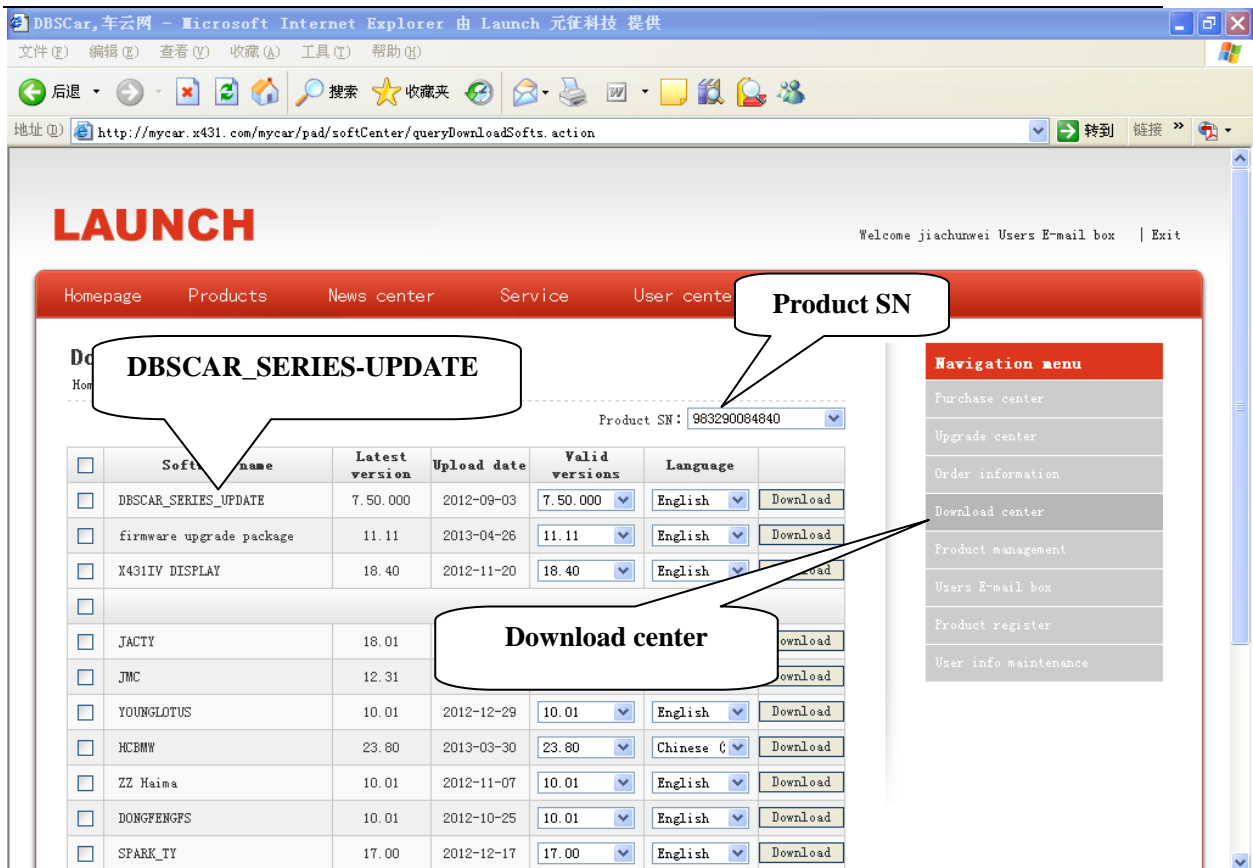 DBSCar,车云网 - Microsoft Internet Explorer 由 Launch 元征科技 提供
文件(F) 编辑(E) 查看(V) 收藏(A) 工具(T) 帮助(H)
后退 搜索 收藏夹
地址(D) http://mycar.x431.com/mycar/pad/softCenter/queryDownloadSofts.action 转到 链接 »
LAUNCH
Welcome jiachunwei Users E-mail box | Exit
Homepage Products News center Service User cente
Product SN
DBSCAR_SERIES-UPDATE
Navigation menu
Purchase center
Upgrade center
Order information
Download center
Product management
Users E-mail box
Product register
User info maintenance
Product SN: 983290084840
Soft name Latest version Upload date Valid versions Language
DBSCAR_SERIES_UPDATE 7.50.000 2012-09-03 7.50.000 English Download
firmware upgrade package 11.11 2013-04-26 11.11 English Download
X431IV DISPLAY 18.40 2012-11-20 18.40 English oad
Download center
JACTY 18.01 ownload
JMC 12.31 ownload
YOUNGLOTUS 10.01 2012-12-29 10.01 English Download
HCBMW 23.80 2013-03-30 23.80 Chinese (C Download
ZZ Haima 10.01 2012-11-07 10.01 English Download
DONGFENGFS 10.01 2012-10-25 10.01 English Download
SPARK_TY 17.00 2012-12-17 17.00 English Download